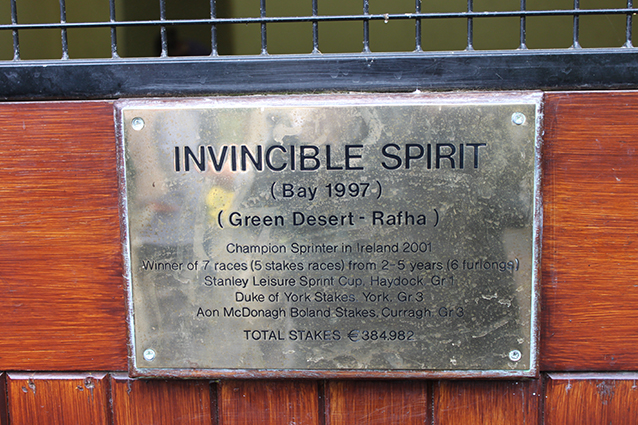 INVINCIBLE SPIRIT
(Bay 1997)
(Green Desert - Rafha)
Champion Sprinter in Ireland 2001
Winner of 7 races (5 stakes races) from 2-5 years (6 furlongs)
Stanley Leisure Sprint Cup, Haydock, Gr 1
Duke of York Stakes, York, Gr 3
Aon McDonagh Boland Stakes, Curragh, Gr 3
TOTAL STAKES € 384,982